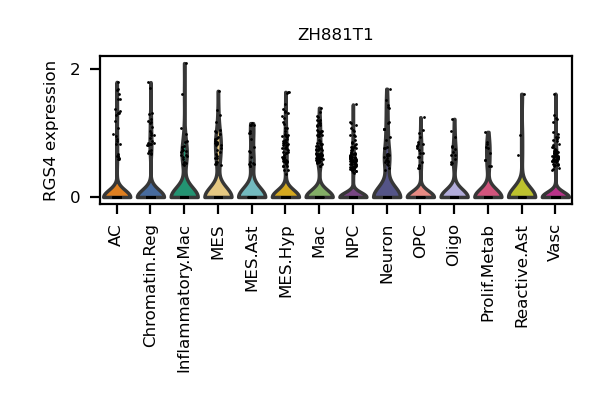 ZH881T1
RGS4 expression
2
0
AC
Chromatin.Reg
Inflammatory.Mac
MES
MES.Ast
MES.Hyp
Mac
NPC
Neuron
OPC
Oligo
Prolif.Metab
Reactive.Ast
Vasc